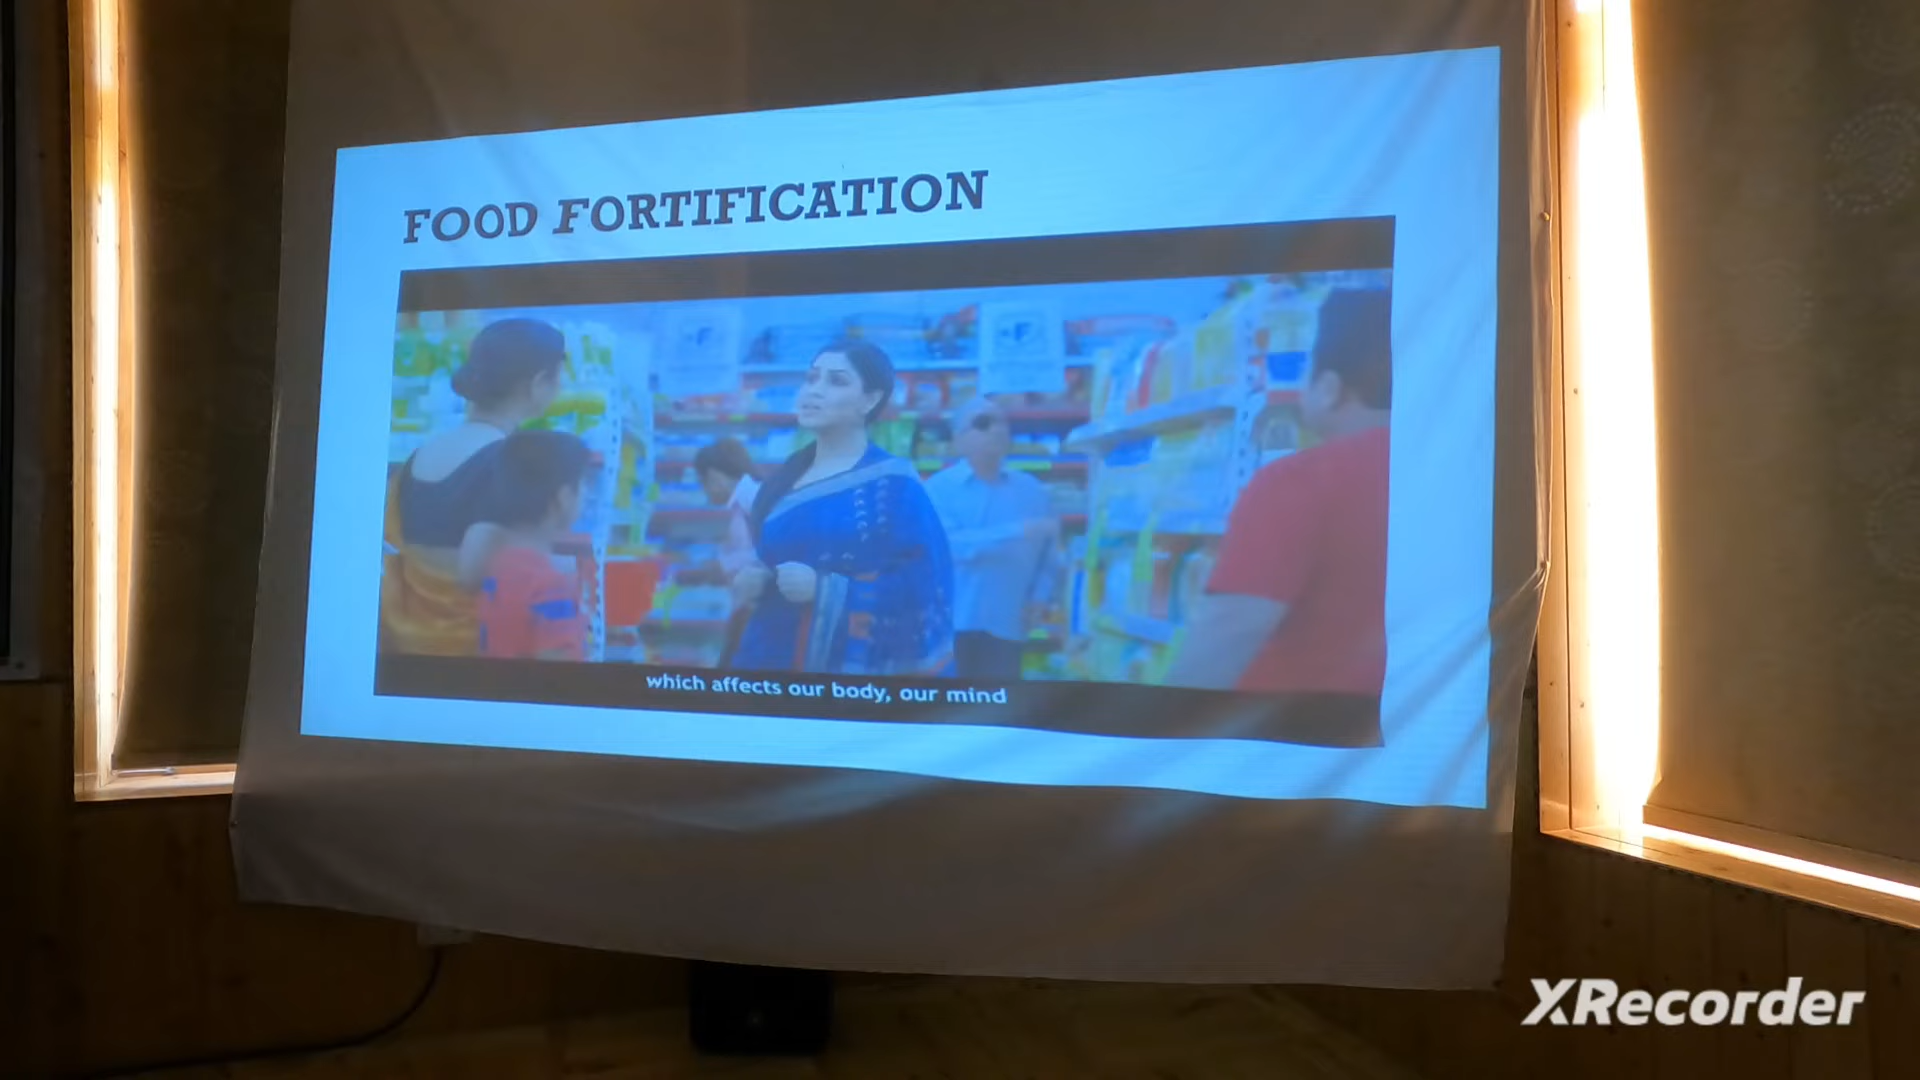 FOOD FORTIFICATION
+F
which affects our body, our mind
XRecorder